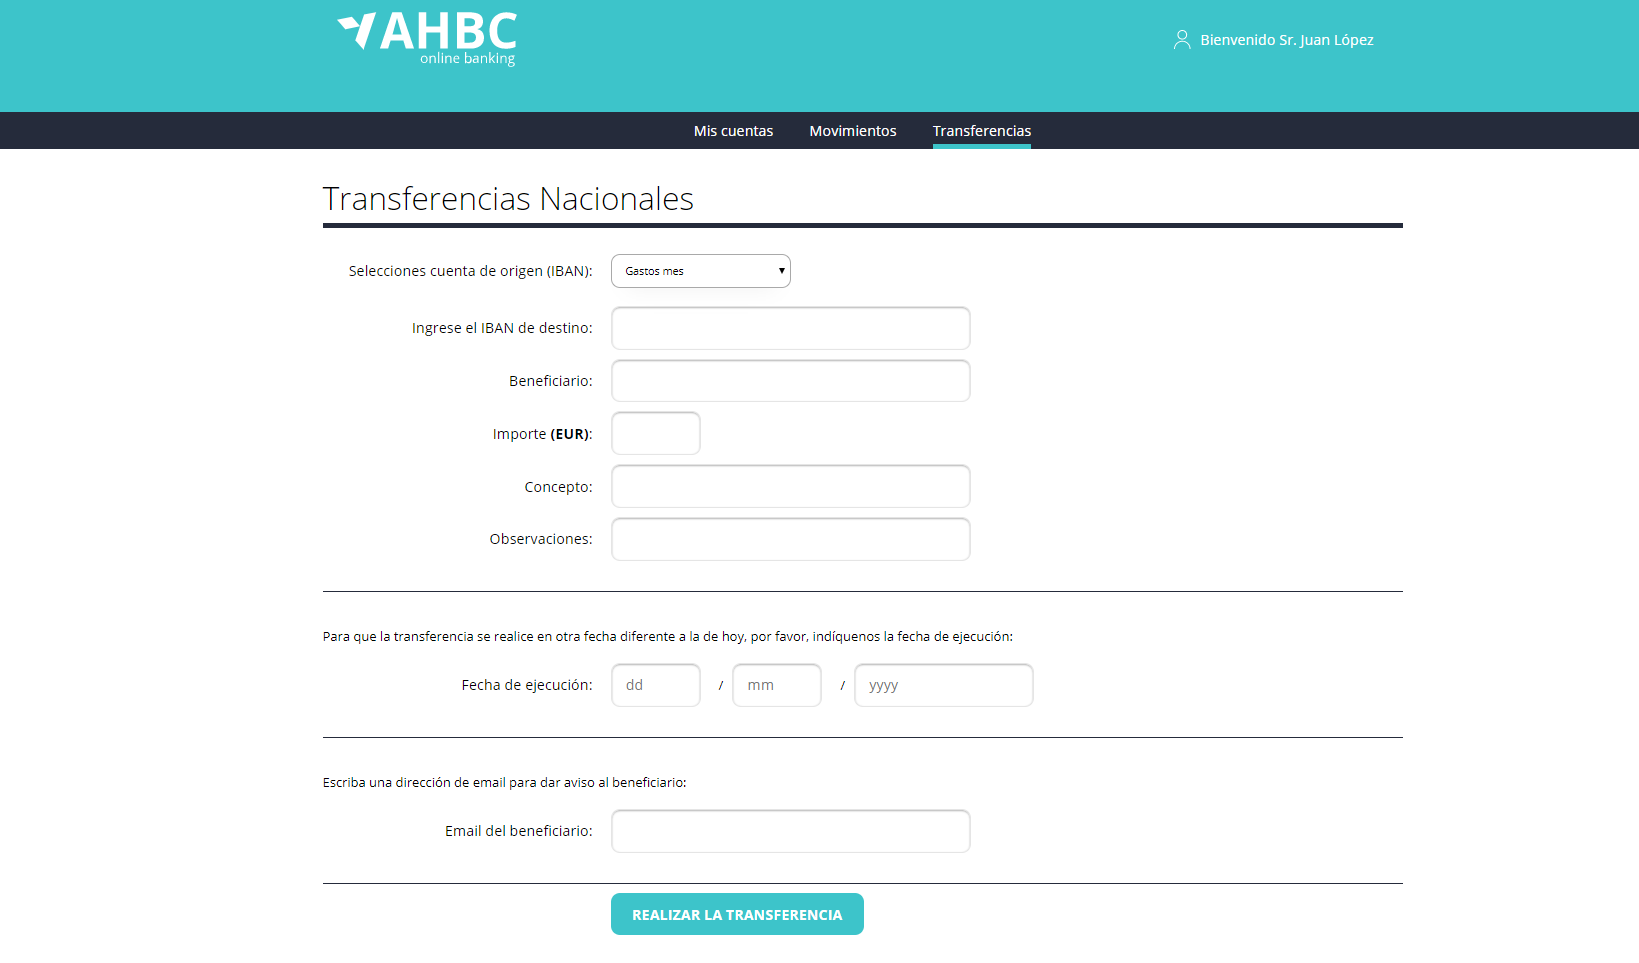 AHBC
online banking
Bienvenido Sr. Juan López
Mis cuentas Movimientos Transferencias
Transferencias Nacionales
Selecciones cuenta de origen (IBAN): Gastos mes
Ingrese el IBAN de destino:
Beneficiario:
Importe (EUR):
Concepto:
Observaciones:
Para que la transferencia se realice en otra fecha diferente a la de hoy, por favor, indíquenos la fecha de ejecución:
Fecha de ejecución: dd / mm / yyyy
Escriba una dirección de email para dar aviso al beneficiario:
Email del beneficiario:
REALIZAR LA TRANSFERENCIA